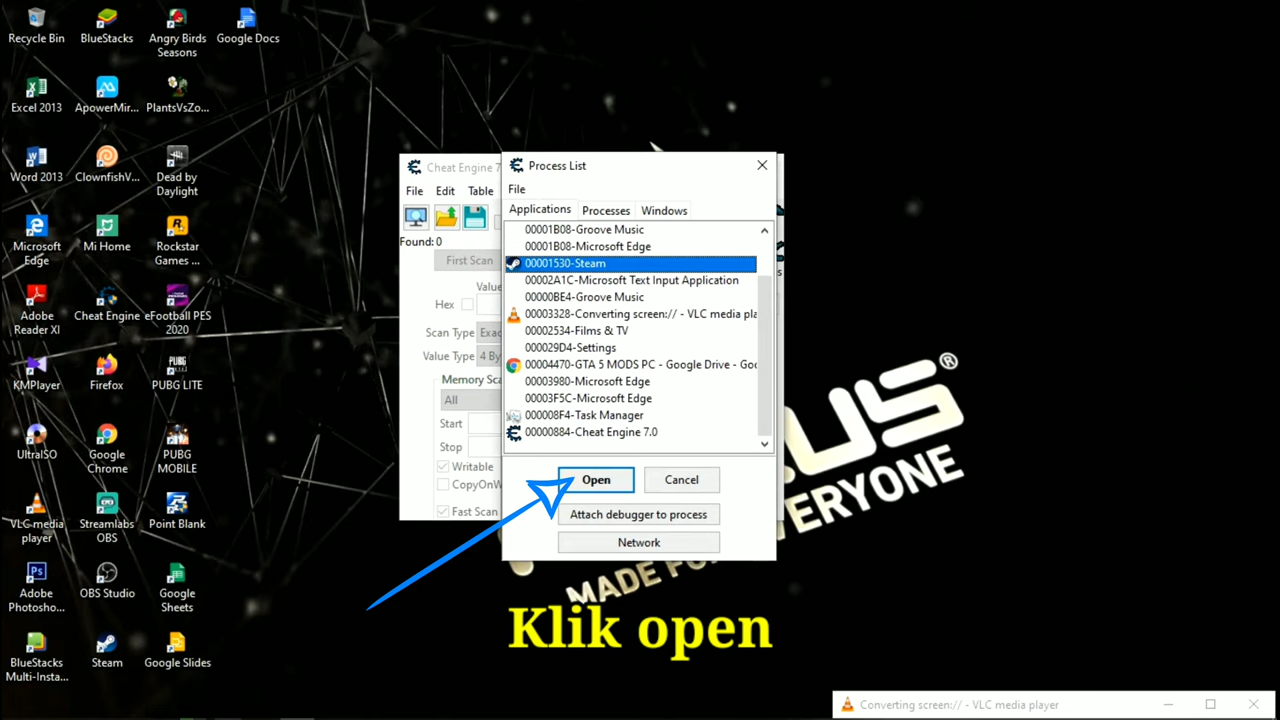 Recycle Bin
BlueStacks
Angry Birds
Seasons
Google Docs
Excel 2013
ApowerMir...
PlantsVsZo...
Word 2013
ClownfishV...
Dead by
Daylight
Microsoft
Edge
Mi Home
Rockstar
Games ...
Adobe
Reader XI
Cheat Engine
eFootball PES
2020
KMPlayer
Firefox
PUBG LITE
UltraISO
Google
Chrome
PUBG
MOBILE
VLC media
player
Streamlabs
OBS
Point Blank
Adobe
Photosho...
OBS Studio
Google
Sheets
BlueStacks
Multi-Insta...
Steam
Google Slides
Cheat Engine 7
File Edit Table
Found: 0
First Scan
Value
Hex
Scan Type Exac
Value Type 4 By
Memory Sca
All
Start
Stop
Writable
CopyOnW
Fast Scan
Process List
File
Applications Processes Windows
00001B08-Groove Music
00001B08-Microsoft Edge
00001530-Steam
00002A1C-Microsoft Text Input Application
00000BE4-Groove Music
00003328-Converting screen:// - VLC media pla
00002534-Films & TV
000029D4-Settings
00004470-GTA 5 MODS PC - Google Drive - Goo
00003980-Microsoft Edge
00003F5C-Microsoft Edge
000008F4-Task Manager
00000884-Cheat Engine 7.0
Open Cancel
Attach debugger to process
Network
US®
MADE FO
VERYONE
Klik open
Converting screen:// - VLC media player